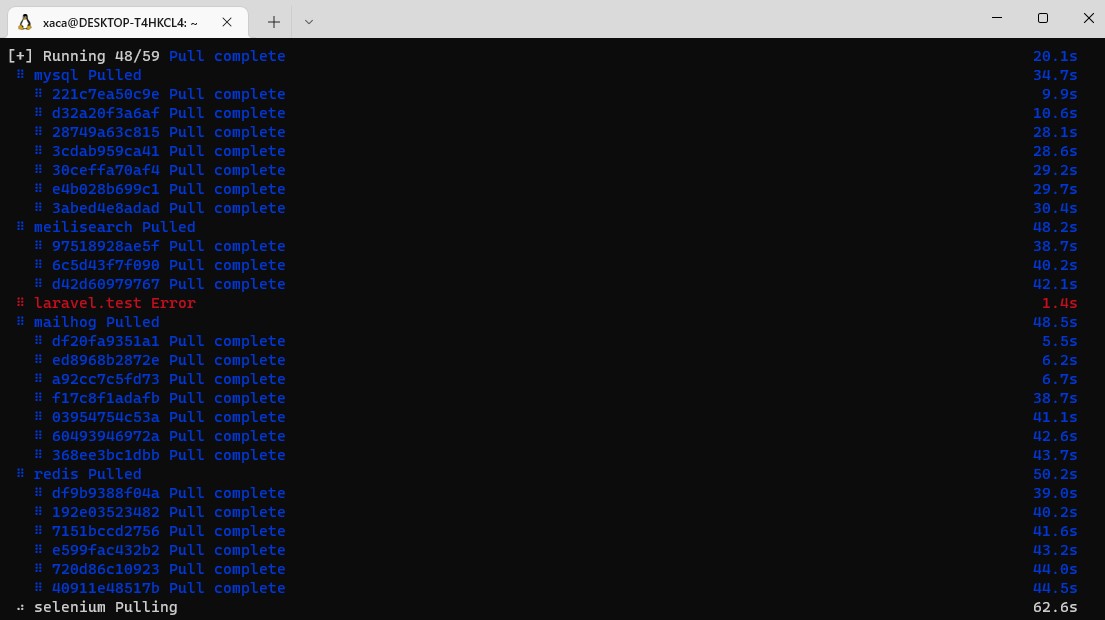 xaca@DESKTOP-T4HKCL4: ~
[+] Running 48/59 Pull complete 20.1s
⠿ mysql Pulled 34.7s
⠿ 221c7ea50c9e Pull complete 9.9s
⠿ d32a20f3a6af Pull complete 10.6s
⠿ 28749a63c815 Pull complete 28.1s
⠿ 3cdab959ca41 Pull complete 28.6s
⠿ 30ceffa70af4 Pull complete 29.2s
⠿ e4b028b699c1 Pull complete 29.7s
⠿ 3abed4e8adad Pull complete 30.4s
⠿ meilisearch Pulled 48.2s
⠿ 97518928ae5f Pull complete 38.7s
⠿ 6c5d43f7f090 Pull complete 40.2s
⠿ d42d60979767 Pull complete 42.1s
⠿ laravel.test Error 1.4s
⠿ mailhog Pulled 48.5s
⠿ df20fa9351a1 Pull complete 5.5s
⠿ ed8968b2872e Pull complete 6.2s
⠿ a92cc7c5fd73 Pull complete 6.7s
⠿ f17c8f1adafb Pull complete 38.7s
⠿ 03954754c53a Pull complete 41.1s
⠿ 60493946972a Pull complete 42.6s
⠿ 368ee3bc1dbb Pull complete 43.7s
⠿ redis Pulled 50.2s
⠿ df9b9388f04a Pull complete 39.0s
⠿ 192e03523482 Pull complete 40.2s
⠿ 7151bccd2756 Pull complete 41.6s
⠿ e599fac432b2 Pull complete 43.2s
⠿ 720d86c10923 Pull complete 44.0s
⠿ 40911e48517b Pull complete 44.5s
⠴ selenium Pulling 62.6s